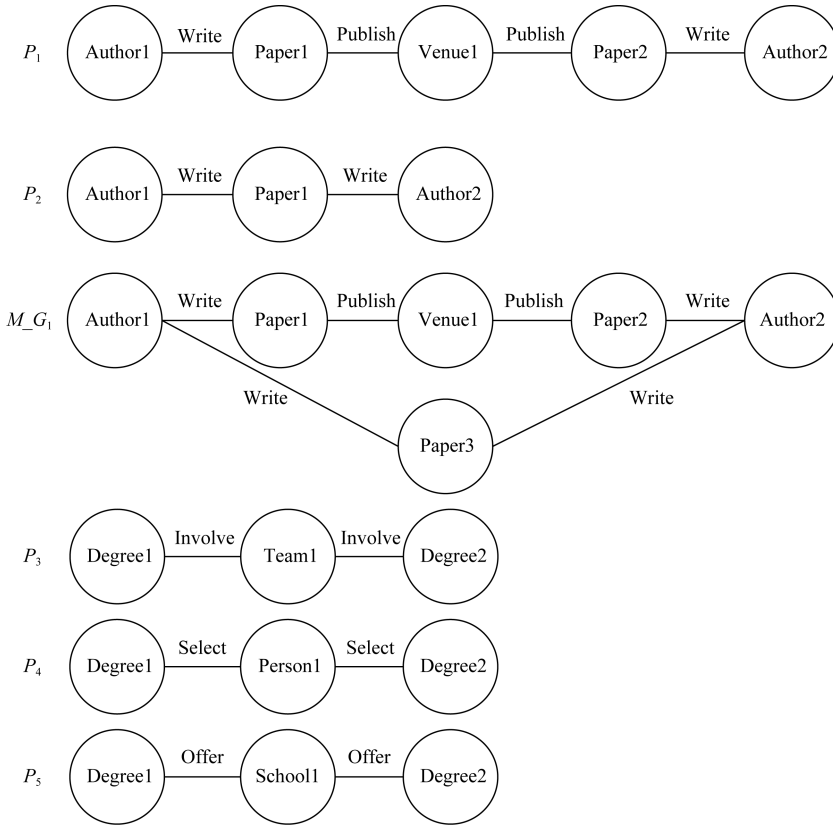 Write Publish Publish Write
P1 Author1 Paper1 Venue1 Paper2 Author2
Write Write
P2 Author1 Paper1 Author2
Write Publish Publish Write
M_G1 Author1 Paper1 Venue1 Paper2 Author2
Write Write
Paper3
Involve Involve
P3 Degree1 Team1 Degree2
Select Select
P4 Degree1 Person1 Degree2
Offer Offer
P5 Degree1 School1 Degree2